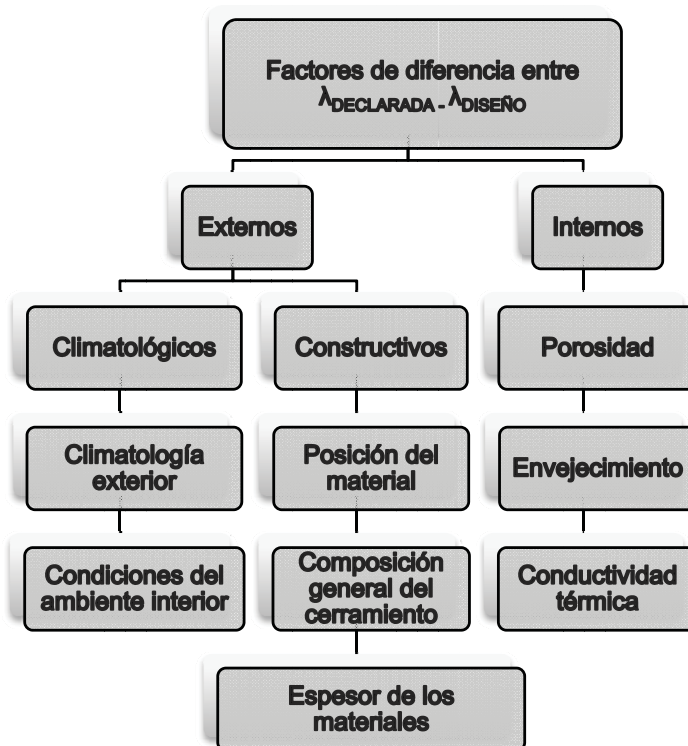 Factores de diferencia entre
λDECLARADA - λDISEÑO
Externos
Internos
Climatológicos
Constructivos
Porosidad
Climatología
exterior
Posición del
material
Envejecimiento
Condiciones del
ambiente interior
Composición
general del
cerramiento
Conductividad
térmica
Espesor de los
materiales